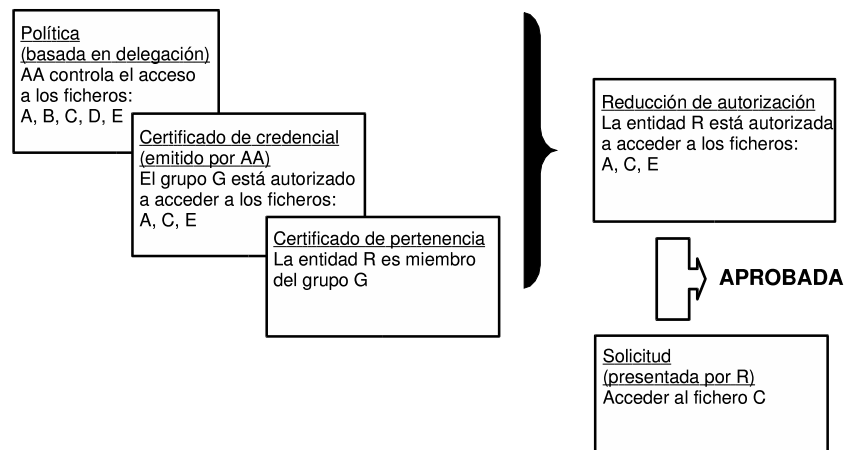 Política
(basada en delegación)
AA controla el acceso
a los ficheros:
A, B, C, D, E
Certificado de credencial
(emitido por AA)
El grupo G está autorizado
a acceder a los ficheros:
A, C, E
Certificado de pertenencia
La entidad R es miembro
del grupo G
Reducción de autorización
La entidad R está autorizada
a acceder a los ficheros:
A, C, E
APROBADA
Solicitud
(presentada por R)
Acceder al fichero C